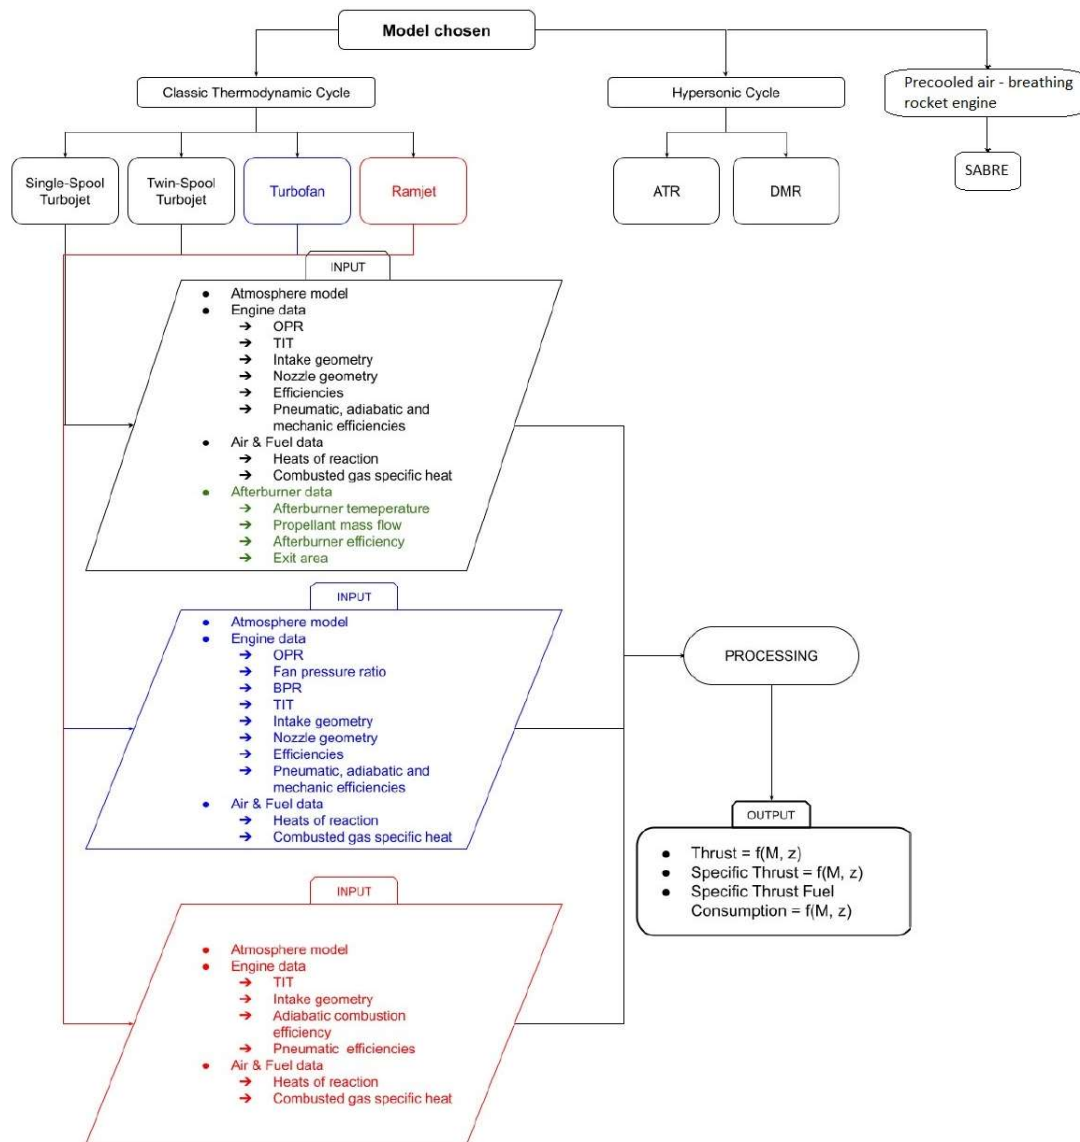 Model chosen
Classic Thermodynamic Cycle
Hypersonic Cycle
Precooled air - breathing
rocket engine
Single-Spool
Turbojet
Twin-Spool
Turbojet
Turbofan
Ramjet
ATR
DMR
SABRE
INPUT
● Atmosphere model
● Engine data
➔ OPR
➔ TIT
➔ Intake geometry
➔ Nozzle geometry
➔ Efficiencies
➔ Pneumatic, adiabatic and
mechanic efficiencies
● Air & Fuel data
➔ Heats of reaction
➔ Combusted gas specific heat
● Afterburner data
➔ Afterburner temeperature
➔ Propellant mass flow
➔ Afterburner efficiency
➔ Exit area
INPUT
● Atmosphere model
● Engine data
➔ OPR
➔ Fan pressure ratio
➔ BPR
➔ TIT
➔ Intake geometry
➔ Nozzle geometry
➔ Efficiencies
➔ Pneumatic, adiabatic and
mechanic efficiencies
● Air & Fuel data
➔ Heats of reaction
➔ Combusted gas specific heat
INPUT
● Atmosphere model
● Engine data
➔ TIT
➔ Intake geometry
➔ Adiabatic combustion
efficiency
➔ Pneumatic efficiencies
● Air & Fuel data
➔ Heats of reaction
➔ Combusted gas specific heat
PROCESSING
OUTPUT
● Thrust = f(M, z)
● Specific Thrust = f(M, z)
● Specific Thrust Fuel
Consumption = f(M, z)